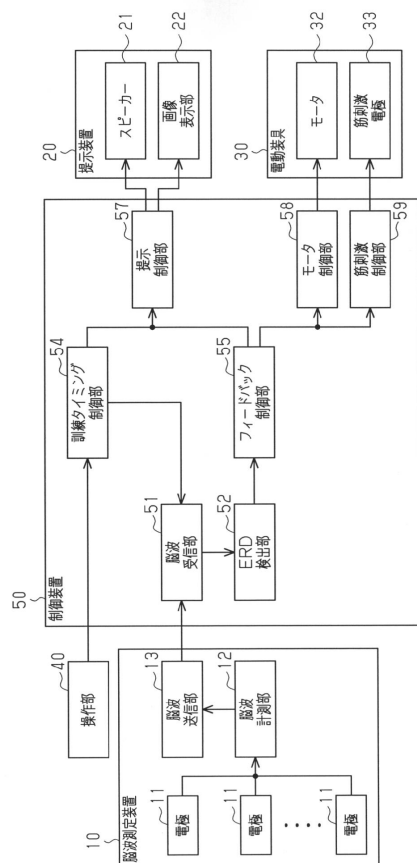 50
制御装置
40
操作部
10
脳波測定装置
11
電極
11
電極
11
電極
13
脳波
送信部
12
脳波
計測部
54
訓練タイミング
制御部
51
脳波
受信部
52
ERD
検出部
55
フィードバック
制御部
57
提示
制御部
58
モータ
制御部
59
筋刺激
制御部
20
提示装置
21
スピーカー
22
画像
表示部
30
電動装具
32
モータ
33
筋刺激
電極